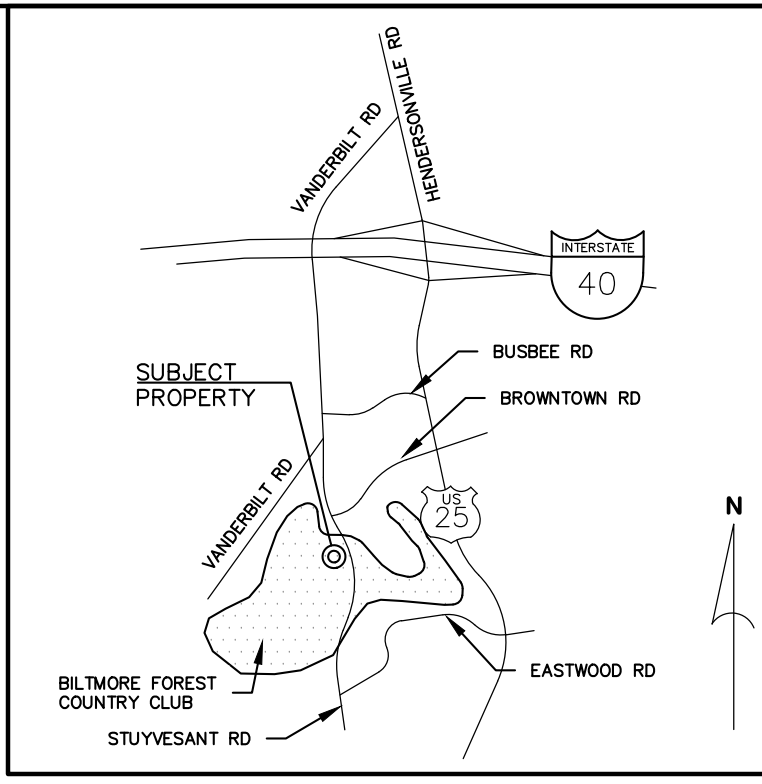 HENDERSONVILLE RD
VANDERBILT RD
INTERSTATE
40
BUSBEE RD
SUBJECT
PROPERTY
BROWNTOWN RD
VANDERBILT RD
US
25
N
EASTWOOD RD
BILTMORE FOREST
COUNTRY CLUB
STUYVESANT RD